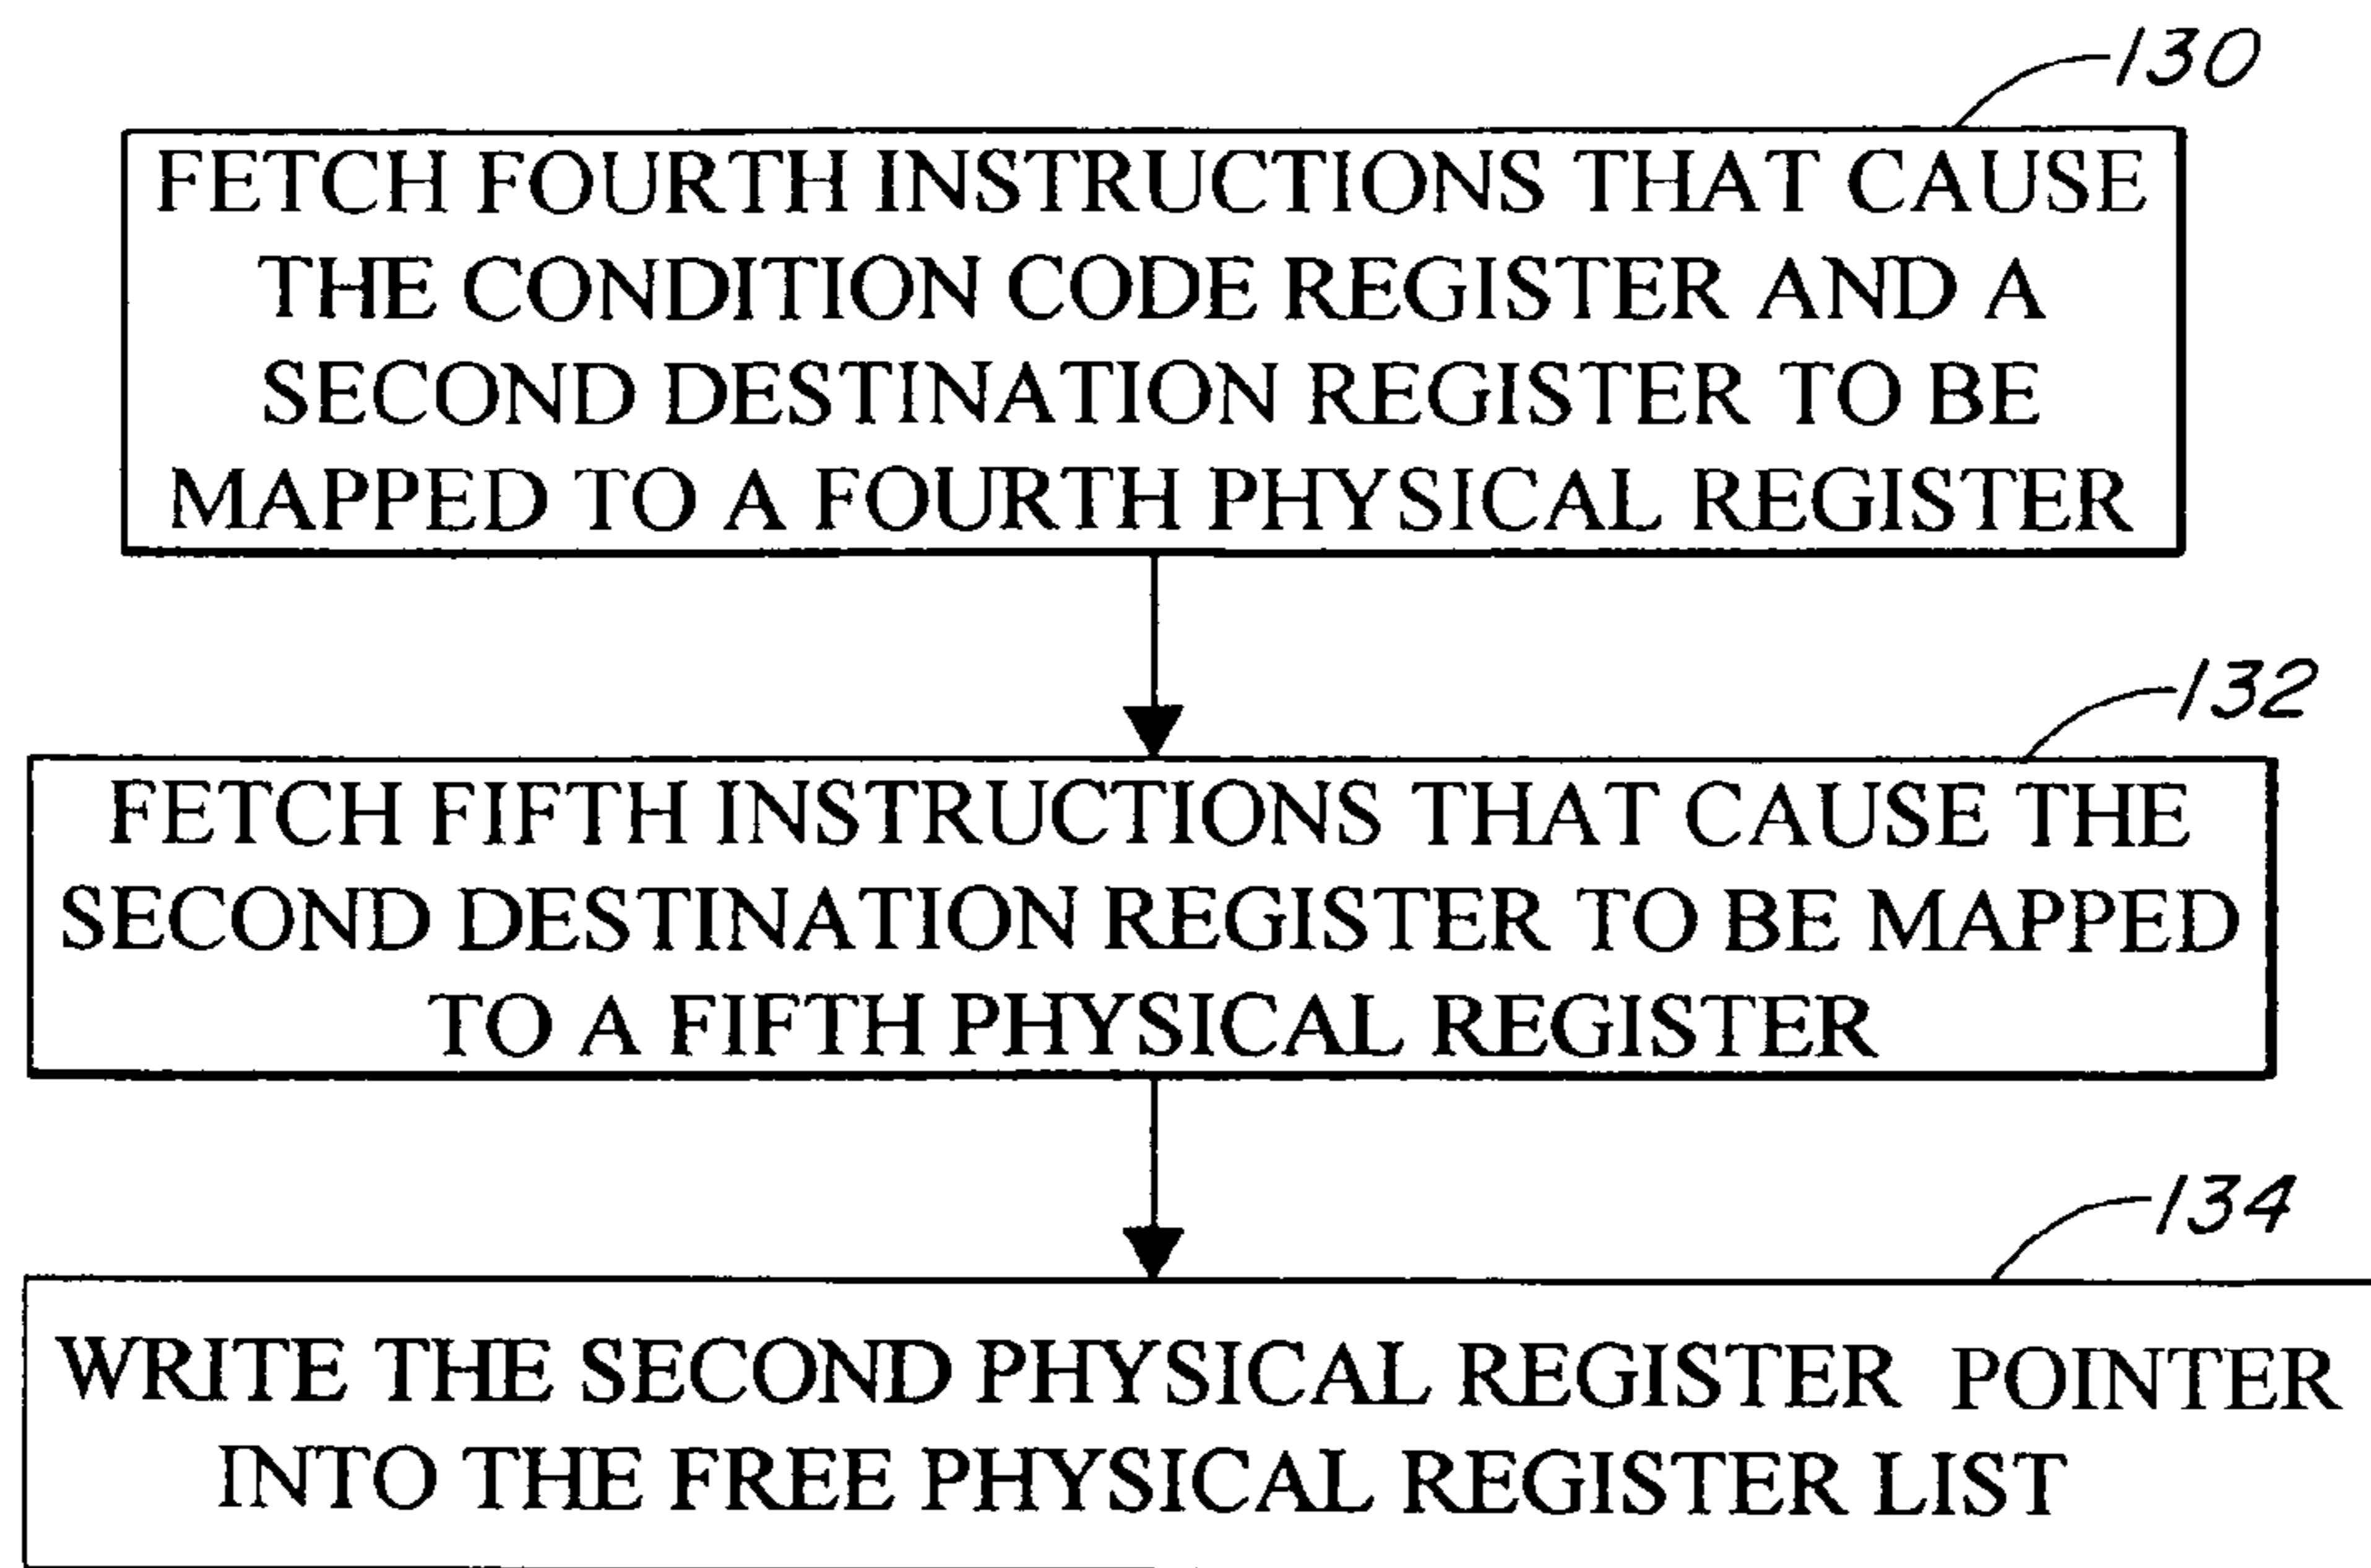 130
FETCH FOURTH INSTRUCTIONS THAT CAUSE
THE CONDITION CODE REGISTER AND A
SECOND DESTINATION REGISTER TO BE
MAPPED TO A FOURTH PHYSICAL REGISTER
132
FETCH FIFTH INSTRUCTIONS THAT CAUSE THE
SECOND DESTINATION REGISTER TO BE MAPPED
TO A FIFTH PHYSICAL REGISTER
134
WRITE THE SECOND PHYSICAL REGISTER POINTER
INTO THE FREE PHYSICAL REGISTER LIST